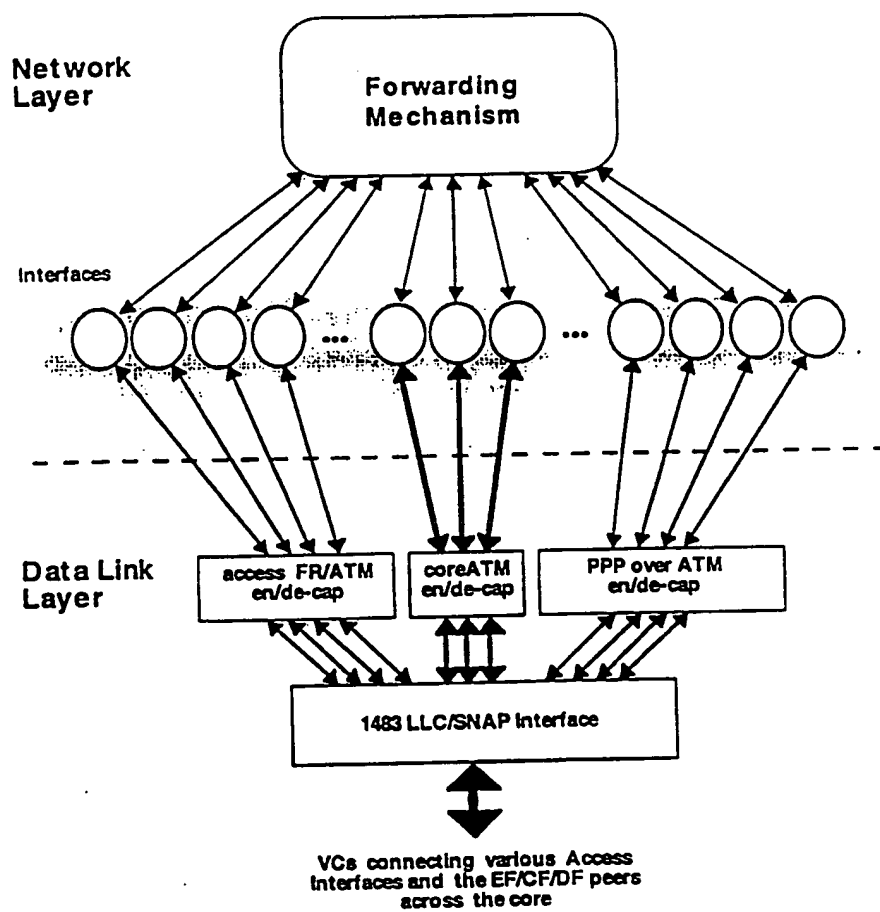 Network
Layer
Forwarding
Mechanism
Interfaces
...
...
Data Link
Layer
access FR/ATM
en/de-cap
coreATM
en/de-cap
PPP over ATM
en/de-cap
1483 LLC/SNAP Interface
VCs connecting various Access
Interfaces and the EF/CF/DF peers
across the core